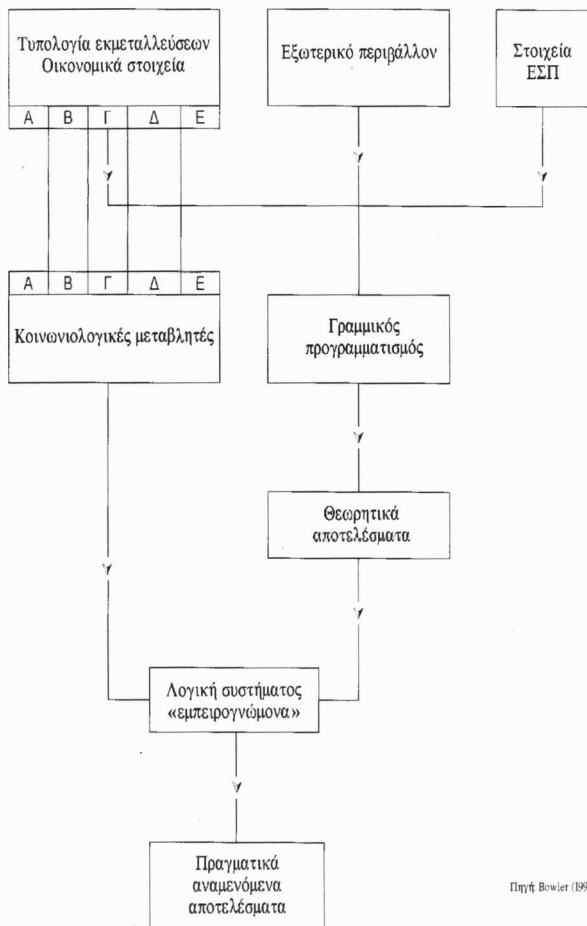 Τυπολογία εκμεταλλεύσεων
Οικονομικά στοιχεία
Α Β Γ Δ Ε
Εξωτερικό περιβάλλον
Στοιχεία
ΕΣΠ
Α Β Γ Δ Ε
Κοινωνιολογικές μεταβλητές
Γραμμικός
προγραμματισμός
Θεωρητικά
αποτελέσματα
Λογική συστήματος
«εμπειρογνώμονα»
Πραγματικά
αναμενόμενα
αποτελέσματα
Πηγή: Bowler (199